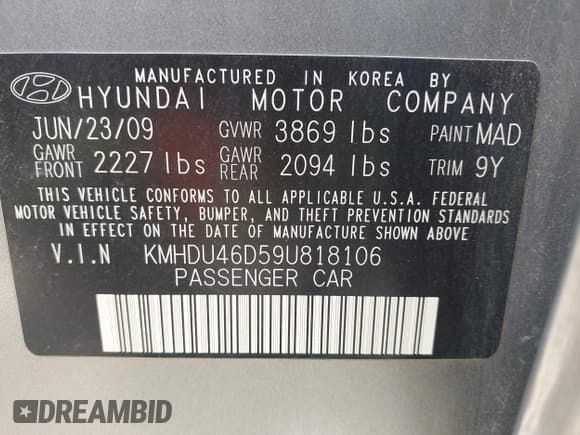 MANUFACTURED IN KOREA BY
HYUNDAI MOTOR COMPANY
JUN/23/09 GVWR 3869 lbs PAINT MAD
GAWR FRONT 2227 lbs GAWR REAR 2094 lbs TRIM 9Y
THIS VEHICLE CONFORMS TO ALL APPLICABLE U.S.A. FEDERAL
MOTOR VEHICLE SAFETY, BUMPER, AND THEFT PREVENTION STANDARDS
IN EFFECT ON THE DATE OF MANUFACTURE SHOWN ABOVE
V.I.N KMHDU46D59U818106
PASSENGER CAR
DREAMBID